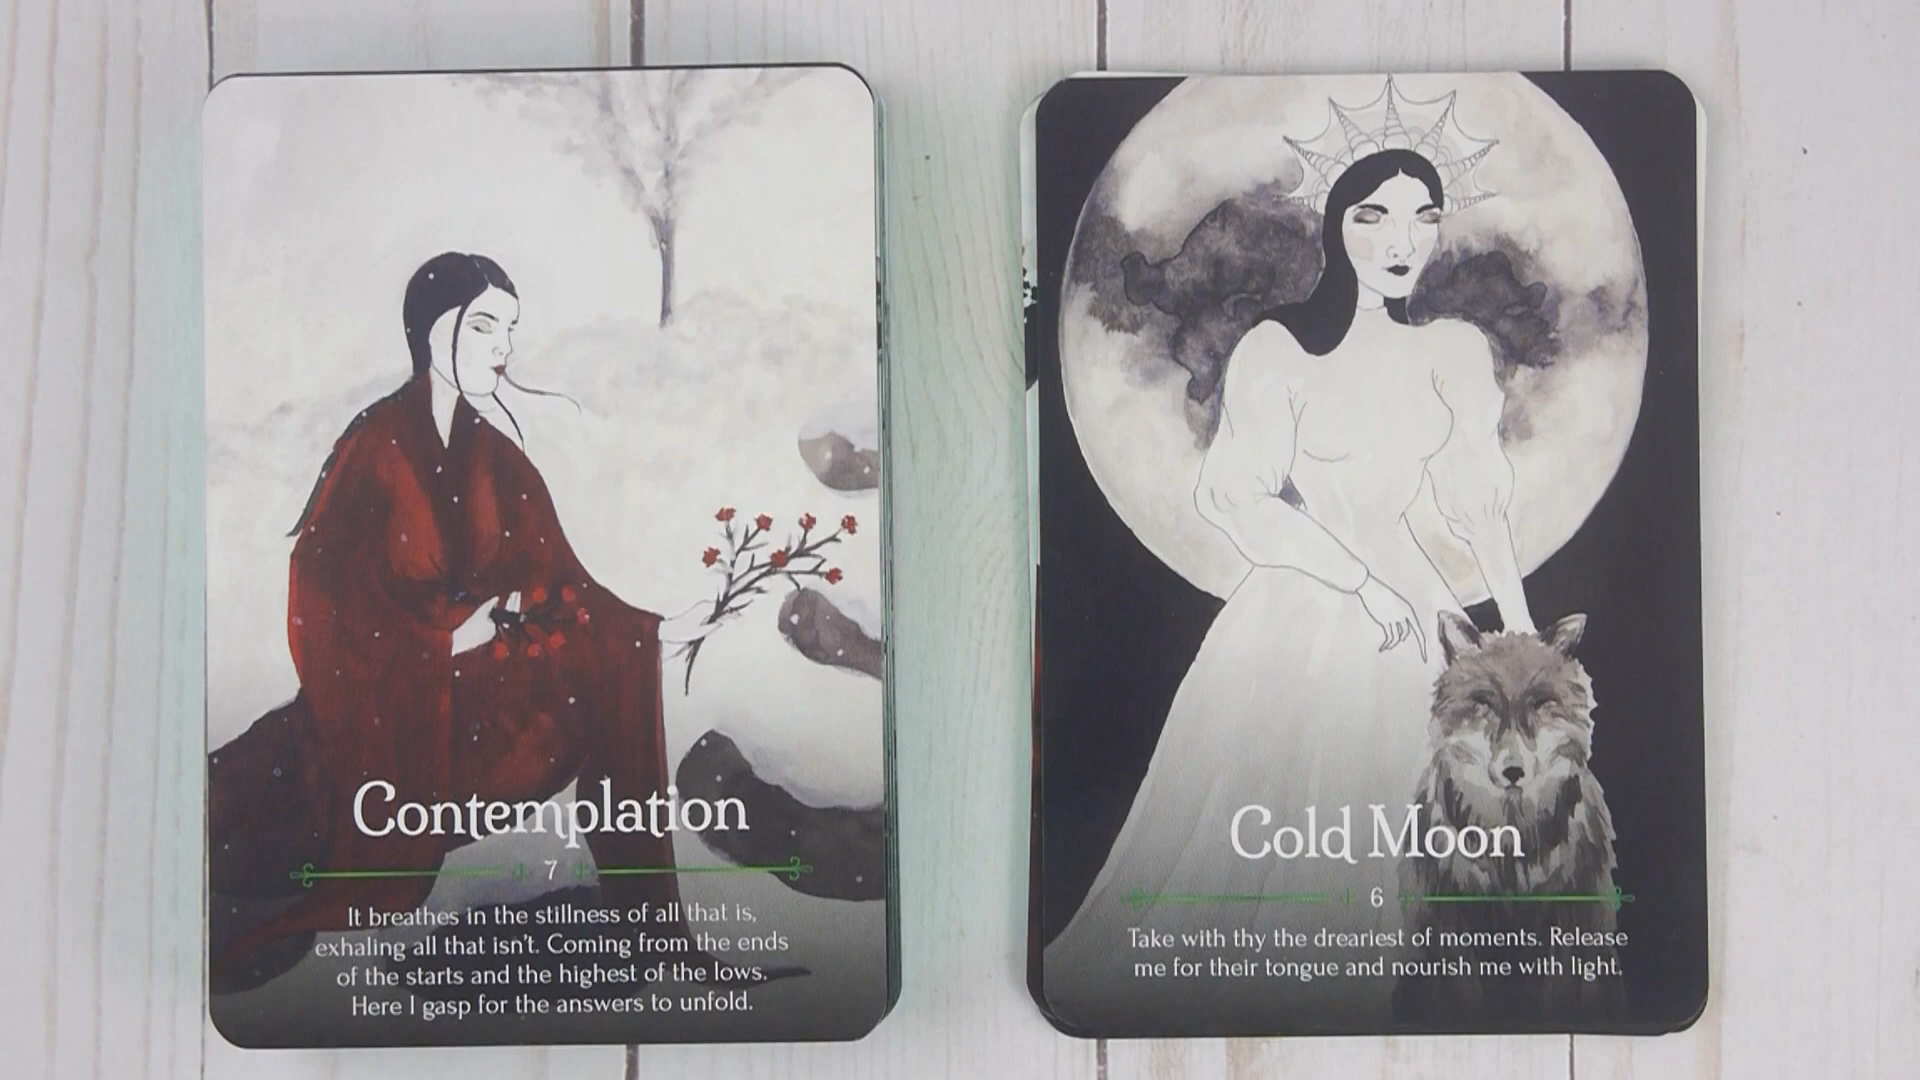 Contemplation
7
It breathes in the stillness of all that is,
exhaling all that isn't. Coming from the ends
of the starts and the highest of the lows.
Here I gasp for the answers to unfold.
Cold Moon
6
Take with thy the dreariest of moments. Release
me for their tongue and nourish me with light.